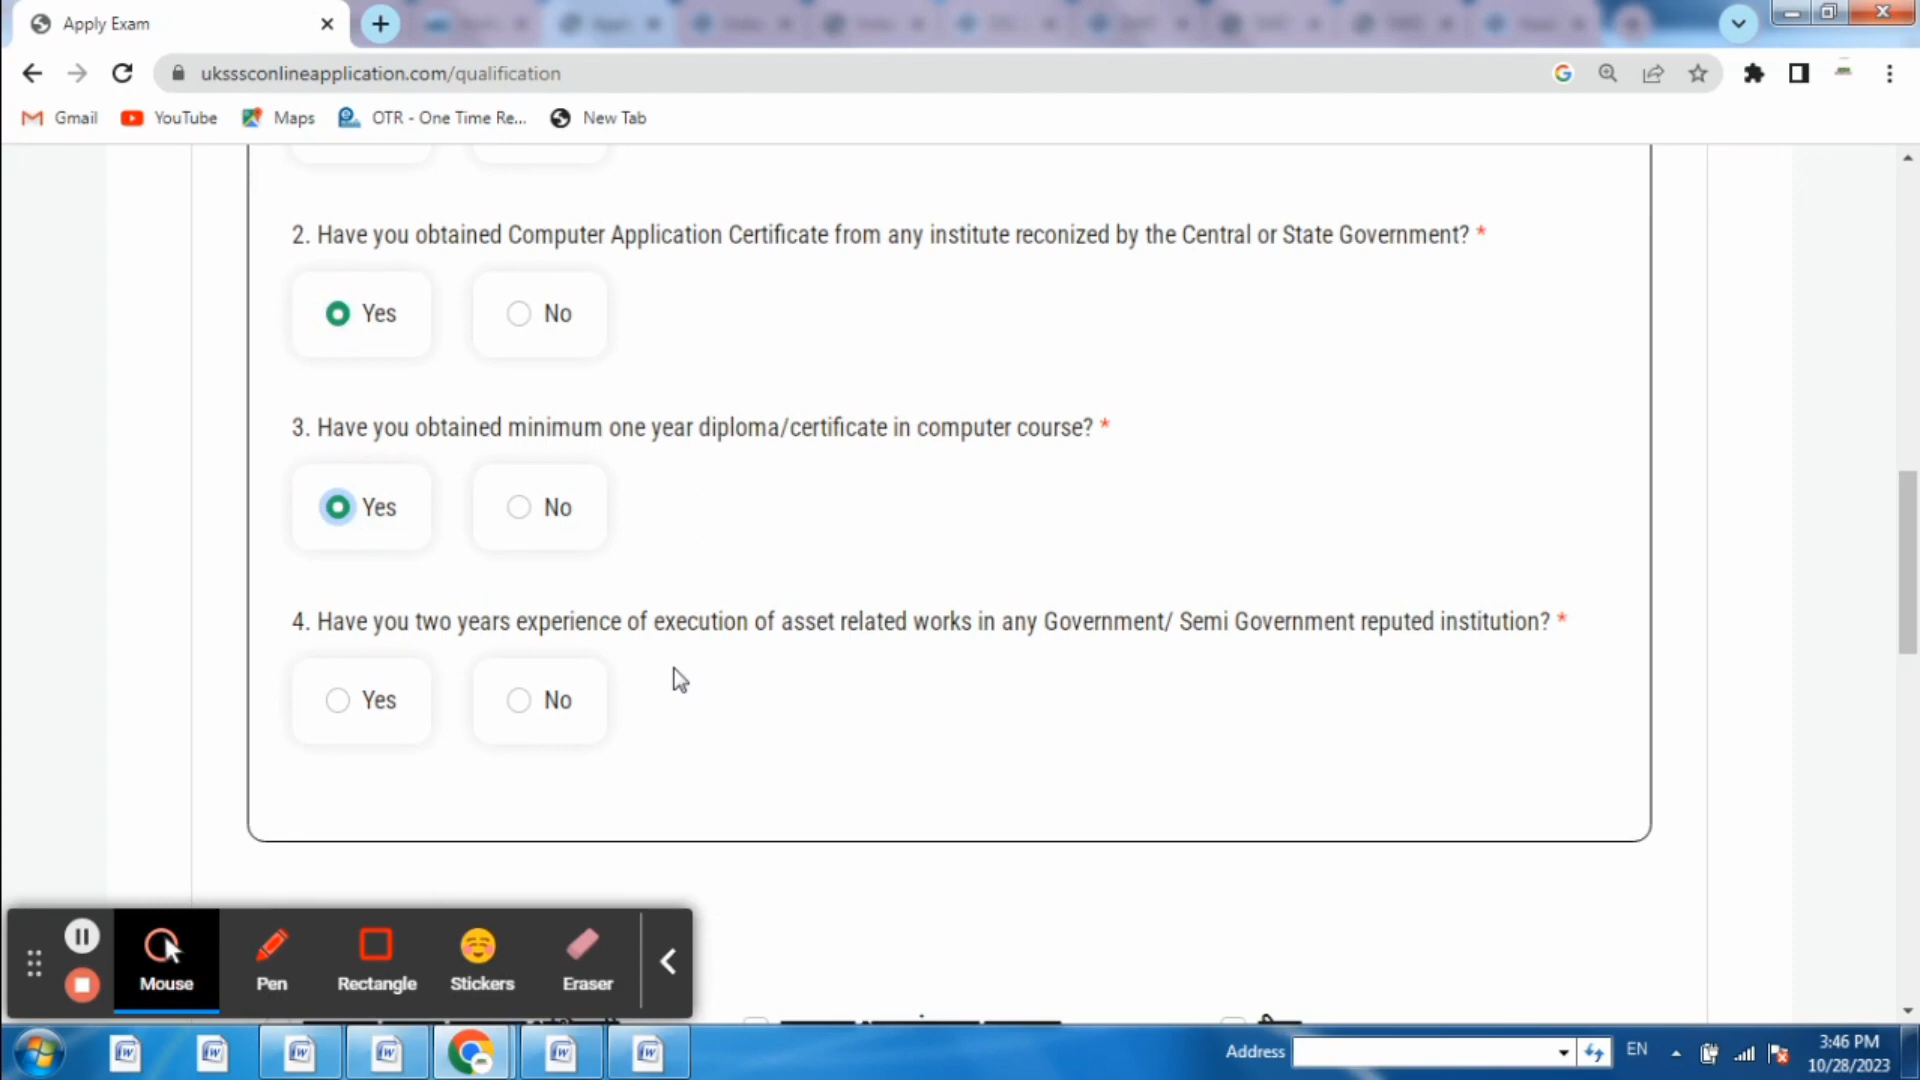 Apply Exam
uksssconlineapplication.com/qualification
Gmail YouTube Maps OTR - One Time Re... New Tab
2. Have you obtained Computer Application Certificate from any institute reconized by the Central or State Government? *
Yes No
3. Have you obtained minimum one year diploma/certificate in computer course? *
Yes No
4. Have you two years experience of execution of asset related works in any Government/ Semi Government reputed institution? *
Yes No
Mouse Pen Rectangle Stickers Eraser
Address EN 3:46 PM
10/28/2023